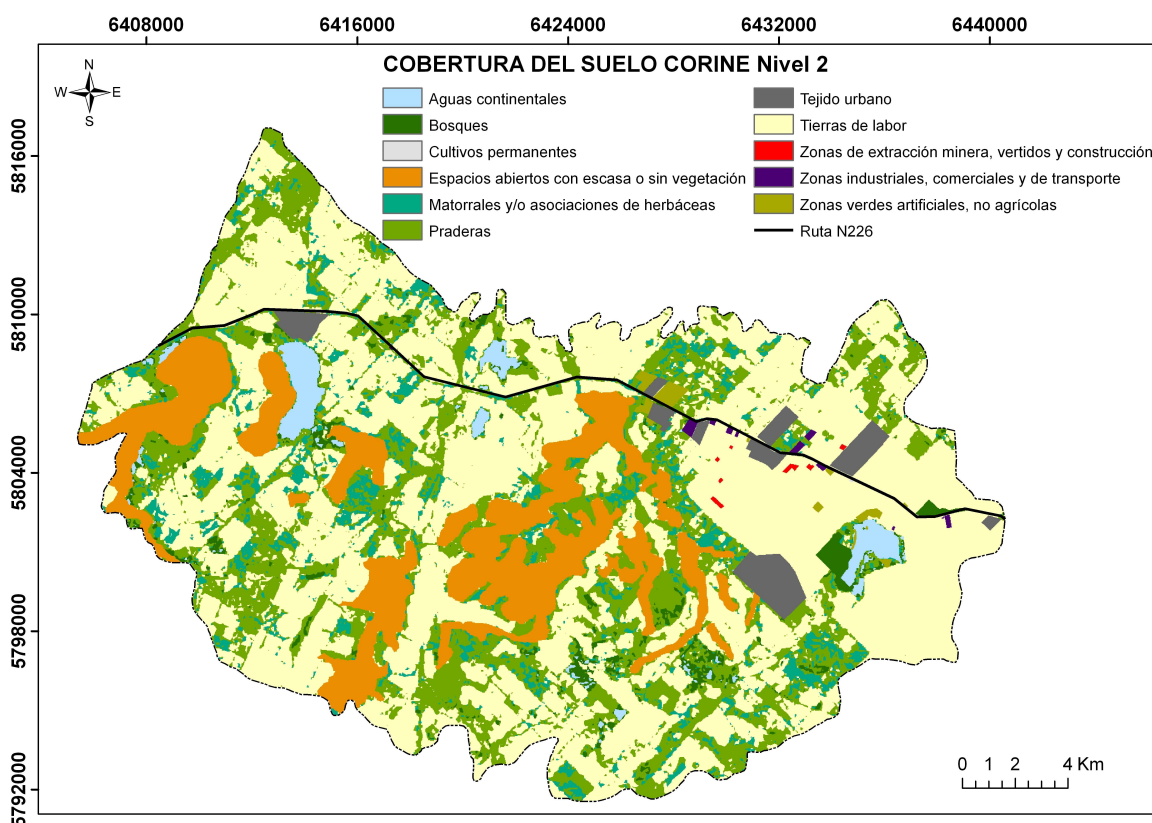 6408000 6416000 6424000 6432000 6440000
COBERTURA DEL SUELO CORINE Nivel 2
N
W E
S
Aguas continentales
Bosques
Cultivos permanentes
Espacios abiertos con escasa o sin vegetación
Matorrales y/o asociaciones de herbáceas
Praderas
Tejido urbano
Tierras de labor
Zonas de extracción minera, vertidos y construcción
Zonas industriales, comerciales y de transporte
Zonas verdes artificiales, no agrícolas
Ruta N226
5816000
5810000
5804000
5798000
5792000
0 1 2 4 Km